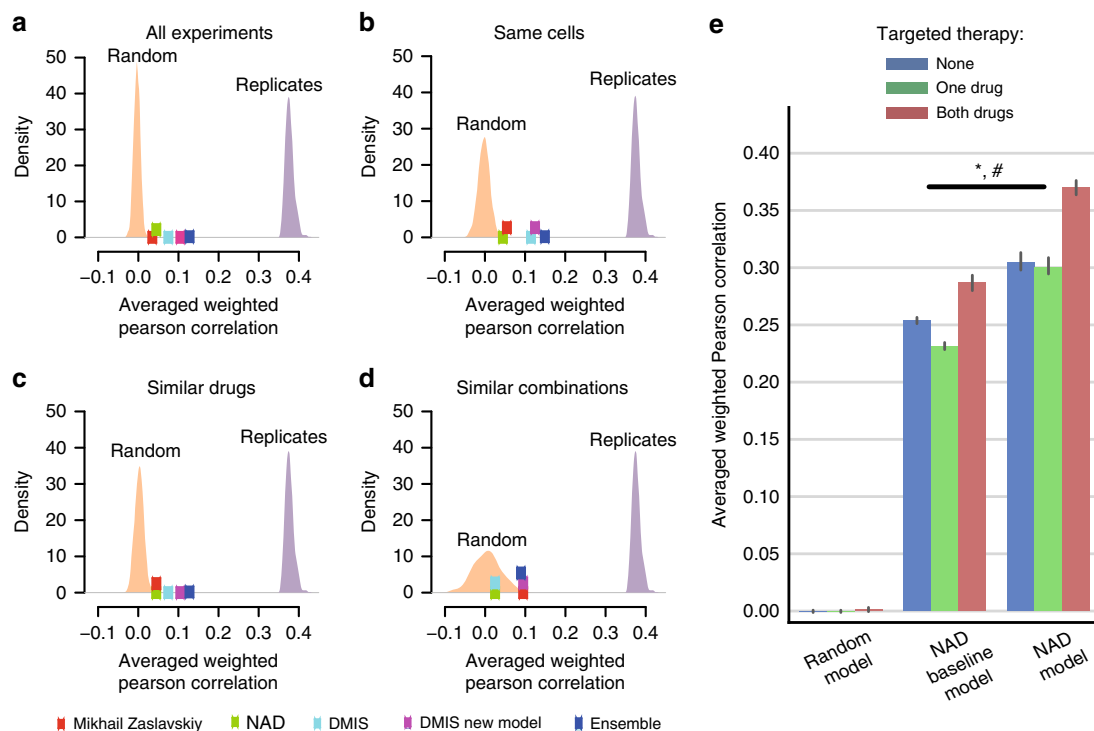 a
All experiments
Random
Replicates
50
40
30
20
10
0
Density
−0.1 0.0 0.1 0.2 0.3 0.4
Averaged weighted
pearson correlation
b
Same cells
Random
Replicates
50
40
30
20
10
0
Density
−0.1 0.0 0.1 0.2 0.3 0.4
Averaged weighted
pearson correlation
c
Similar drugs
Random
Replicates
50
40
30
20
10
0
Density
−0.1 0.0 0.1 0.2 0.3 0.4
Averaged weighted
pearson correlation
d
Similar combinations
Random
Replicates
50
40
30
20
10
0
Density
−0.1 0.0 0.1 0.2 0.3 0.4
Averaged weighted
pearson correlation
Mikhail Zaslavskiy NAD DMIS DMIS new model Ensemble
e
Targeted therapy:
None
One drug
Both drugs
*, #
0.40
0.35
0.30
0.25
0.20
0.15
0.10
0.05
0.00
Averaged weighted Pearson correlation
Random
model
NAD
baseline
model
NAD
model